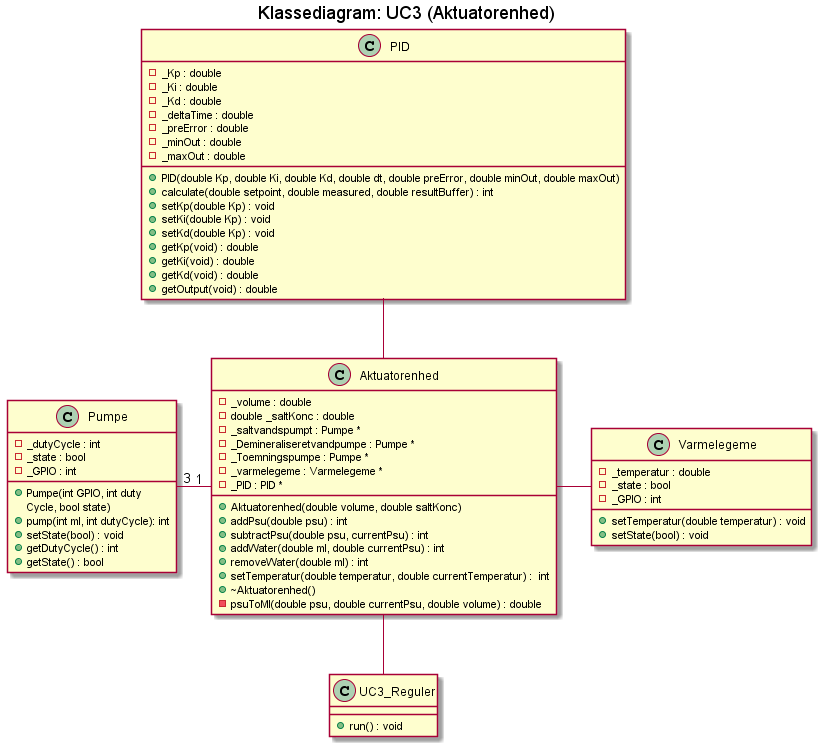 Klassediagram: UC3 (Aktuatorenhed)
C PID
_Kp : double
_Ki : double
_Kd : double
_deltaTime : double
_preError : double
_minOut : double
_maxOut : double
PID(double Kp, double Ki, double Kd, double dt, double preError, double minOut, double maxOut)
calculate(double setpoint, double measured, double resultBuffer) : int
setKp(double Kp) : void
setKi(double Kp) : void
setKd(double Kp) : void
getKp(void) : double
getKi(void) : double
getKd(void) : double
getOutput(void) : double
C Pumpe
_dutyCycle : int
_state : bool
_GPIO : int
Pumpe(int GPIO, int duty
Cycle, bool state)
pump(int ml, int dutyCycle): int
setState(bool) : void
getDutyCycle() : int
getState() : bool
3 1
C Aktuatorenhed
_volume : double
double _saltKonc : double
_saltvandspumpt : Pumpe *
_Demineraliseretvandpumpe : Pumpe *
_Toemningspumpe : Pumpe *
_varmelegeme : Varmelegeme *
_PID : PID *
Aktuatorenhed(double volume, double saltKonc)
addPsu(double psu) : int
subtractPsu(double psu, currentPsu) : int
addWater(double ml, double currentPsu) : int
removeWater(double ml) : int
setTemperatur(double temperatur, double currentTemperatur) : int
~Aktuatorenhed()
psuToMl(double psu, double currentPsu, double volume) : double
C Varmelegeme
_temperatur : double
_state : bool
_GPIO : int
setTemperatur(double temperatur) : void
setState(bool) : void
C UC3_Reguler
run() : void